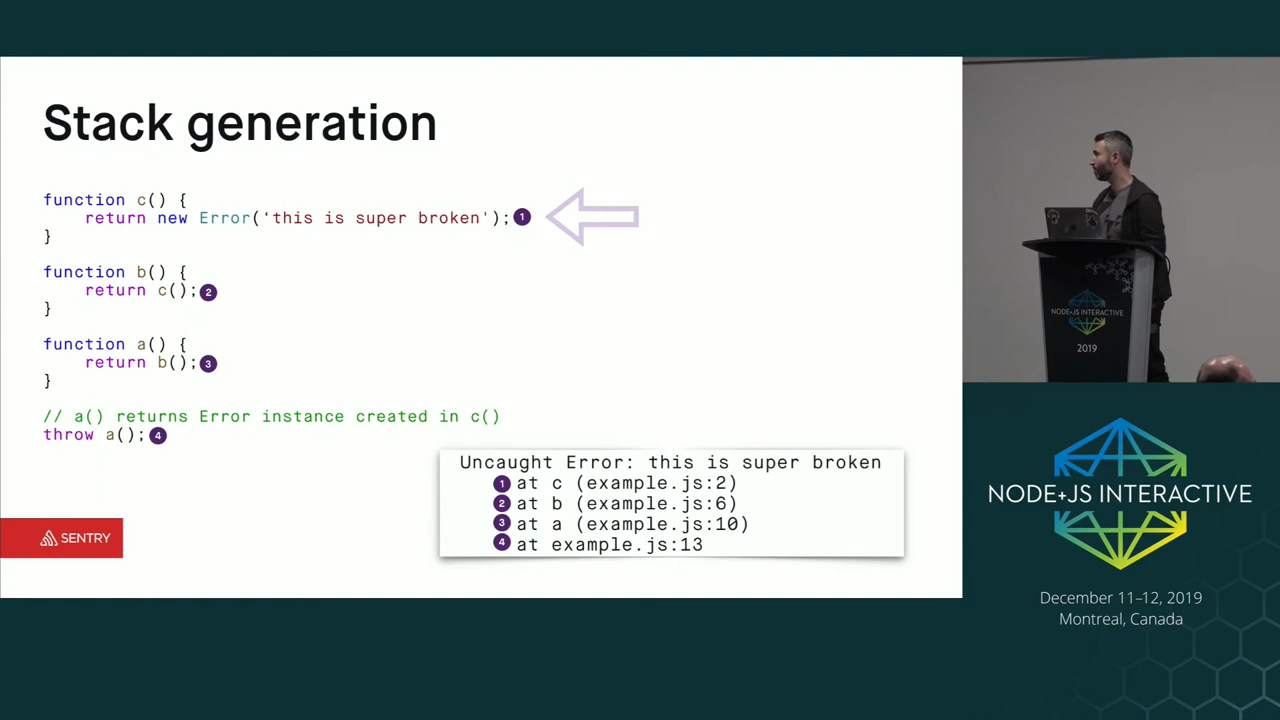 Stack generation
function c() {
    return new Error(‘this is super broken'); 1
}
function b() {
    return c(); 2
}
function a() {
    return b(); 3
}
// a() returns Error instance created in c()
throw a(); 4
Uncaught Error: this is super broken
1 at c (example.js:2)
2 at b (example.js:6)
3 at a (example.js:10)
4 at example.js:13
SENTRY
NODE+JS INTERACTIVE
2019
NODE+JS INTERACTIVE
December 11–12, 2019
Montreal, Canada